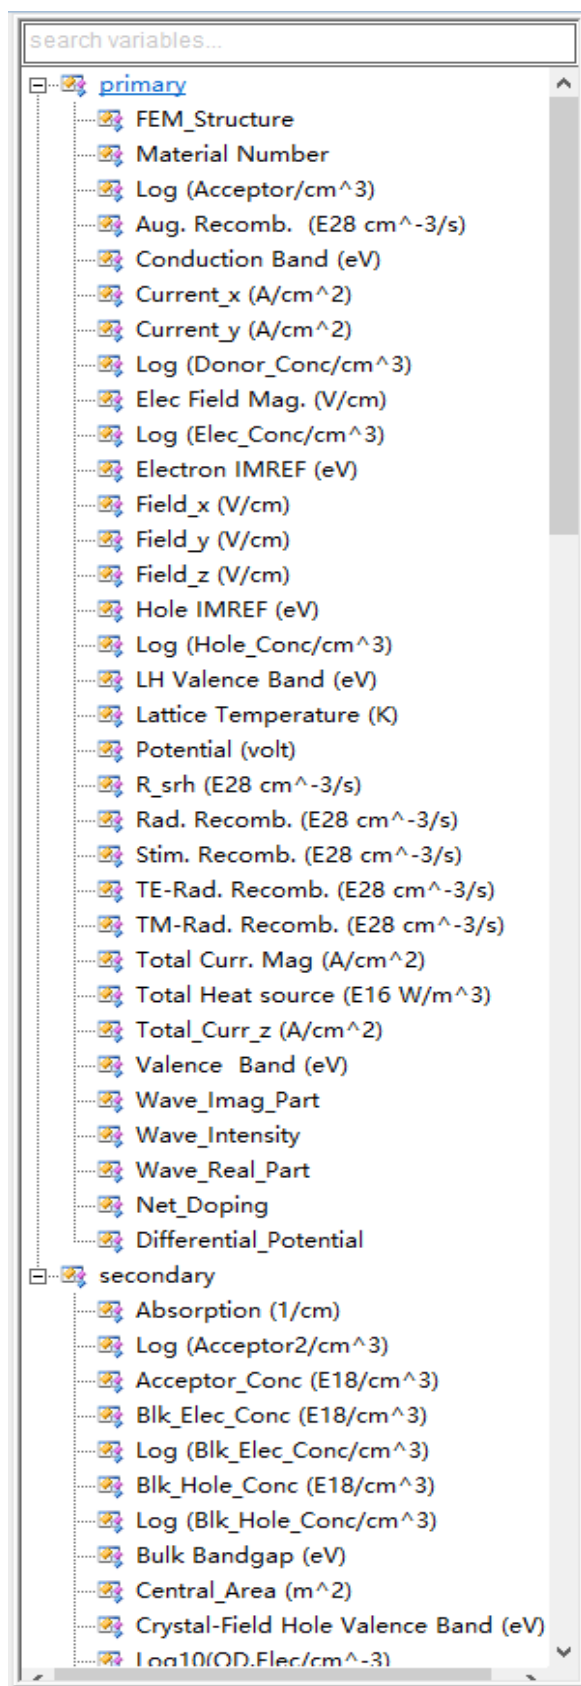 search variables...
primary
FEM_Structure
Material Number
Log (Acceptor/cm^3)
Aug. Recomb.  (E28 cm^-3/s)
Conduction Band (eV)
Current_x (A/cm^2)
Current_y (A/cm^2)
Log (Donor_Conc/cm^3)
Elec Field Mag. (V/cm)
Log (Elec_Conc/cm^3)
Electron IMREF (eV)
Field_x (V/cm)
Field_y (V/cm)
Field_z (V/cm)
Hole IMREF (eV)
Log (Hole_Conc/cm^3)
LH Valence Band (eV)
Lattice Temperature (K)
Potential (volt)
R_srh (E28 cm^-3/s)
Rad. Recomb. (E28 cm^-3/s)
Stim. Recomb. (E28 cm^-3/s)
TE-Rad. Recomb. (E28 cm^-3/s)
TM-Rad. Recomb. (E28 cm^-3/s)
Total Curr. Mag (A/cm^2)
Total Heat source (E16 W/m^3)
Total_Curr_z (A/cm^2)
Valence  Band (eV)
Wave_Imag_Part
Wave_Intensity
Wave_Real_Part
Net_Doping
Differential_Potential
secondary
Absorption (1/cm)
Log (Acceptor2/cm^3)
Acceptor_Conc (E18/cm^3)
Blk_Elec_Conc (E18/cm^3)
Log (Blk_Elec_Conc/cm^3)
Blk_Hole_Conc (E18/cm^3)
Log (Blk_Hole_Conc/cm^3)
Bulk Bandgap (eV)
Central_Area (m^2)
Crystal-Field Hole Valence Band (eV)
Log10(QD.Elec/cm^-3)